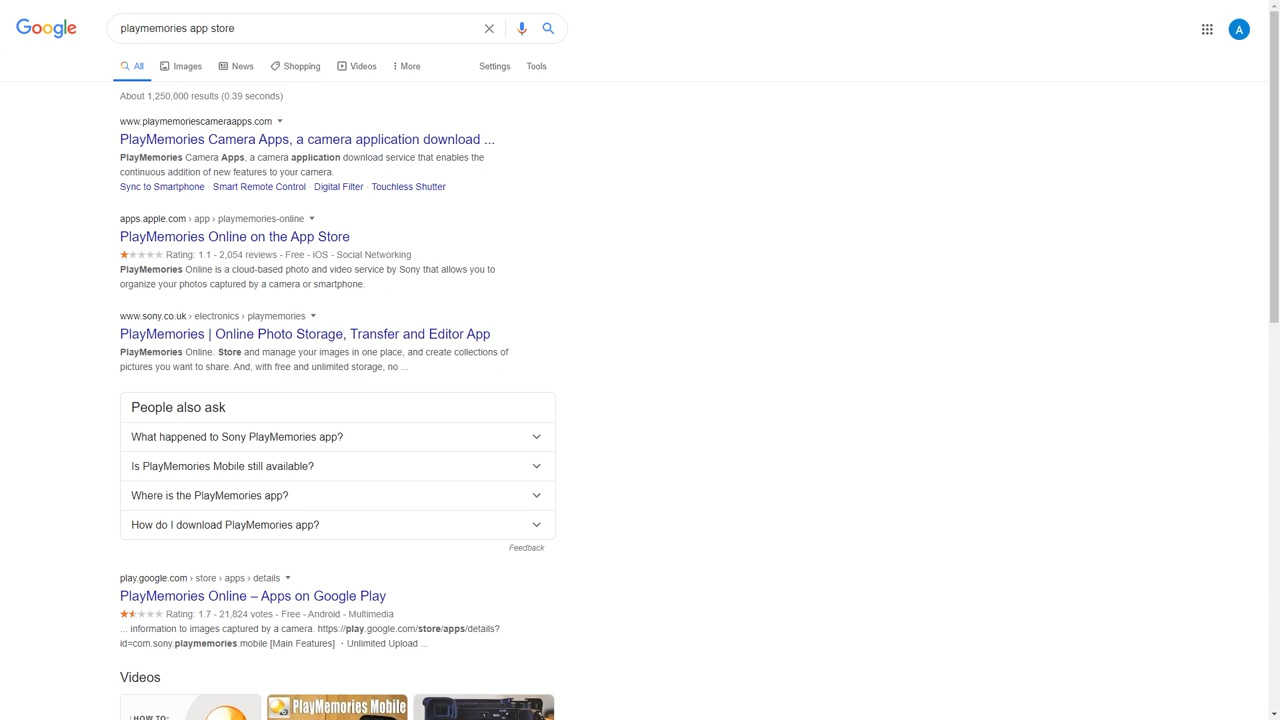 Google
playmemories app store
A
All
Images
News
Shopping
Videos
More
Settings
Tools
About 1,250,000 results (0.39 seconds)
www.playmemoriescameraapps.com
PlayMemories Camera Apps, a camera application download ...
PlayMemories Camera Apps, a camera application download service that enables the
continuous addition of new features to your camera.
Sync to Smartphone · Smart Remote Control · Digital Filter · Touchless Shutter
apps.apple.com › app › playmemories-online
PlayMemories Online on the App Store
Rating: 1.1 - 2,054 reviews - Free - iOS - Social Networking
PlayMemories Online is a cloud-based photo and video service by Sony that allows you to
organize your photos captured by a camera or smartphone.
www.sony.co.uk › electronics › playmemories
PlayMemories | Online Photo Storage, Transfer and Editor App
PlayMemories Online. Store and manage your images in one place, and create collections of
pictures you want to share. And, with free and unlimited storage, no ...
People also ask
What happened to Sony PlayMemories app?
Is PlayMemories Mobile still available?
Where is the PlayMemories app?
How do I download PlayMemories app?
Feedback
play.google.com › store › apps › details
PlayMemories Online – Apps on Google Play
Rating: 1.7 - 21,824 votes - Free - Android - Multimedia
... information to images captured by a camera. https://play.google.com/store/apps/details?
id=com.sony.playmemories.mobile [Main Features] ・Unlimited Upload ...
Videos
HOW TO:
PlayMemories Mobile